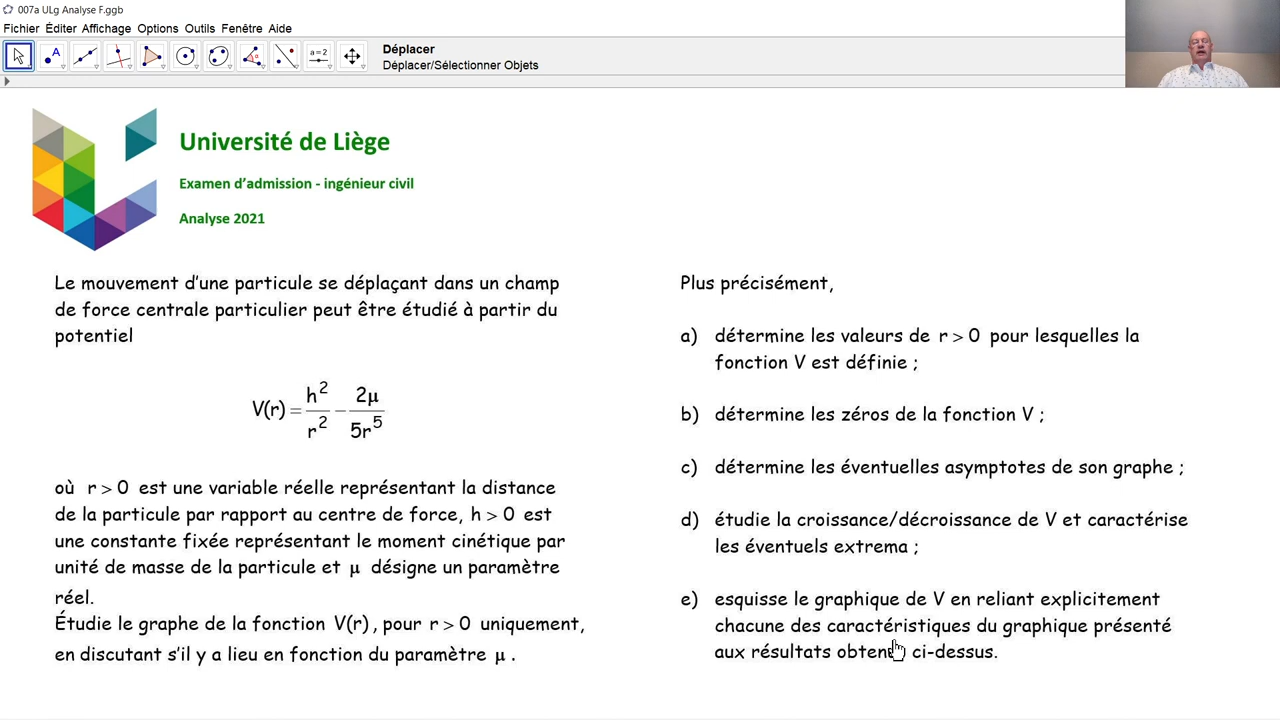 007a ULg Analyse F.ggb
Fichier Éditer Affichage Options Outils Fenêtre Aide
A
a=2
Déplacer
Déplacer/Sélectionner Objets
Université de Liège
Examen d'admission - ingénieur civil
Analyse 2021
Le mouvement d'une particule se déplaçant dans un champ
de force centrale particulier peut être étudié à partir du
potentiel
V(r) = h²/r² − 2μ/5r⁵
où r > 0 est une variable réelle représentant la distance
de la particule par rapport au centre de force, h > 0 est
une constante fixée représentant le moment cinétique par
unité de masse de la particule et μ désigne un paramètre
réel.
Étudie le graphe de la fonction V(r), pour r > 0 uniquement,
en discutant s'il y a lieu en fonction du paramètre μ.
Plus précisément,
a) détermine les valeurs de r > 0 pour lesquelles la
fonction V est définie ;
b) détermine les zéros de la fonction V ;
c) détermine les éventuelles asymptotes de son graphe ;
d) étudie la croissance/décroissance de V et caractérise
les éventuels extrema ;
e) esquisse le graphique de V en reliant explicitement
chacune des caractéristiques du graphique présenté
aux résultats obtenus ci-dessus.